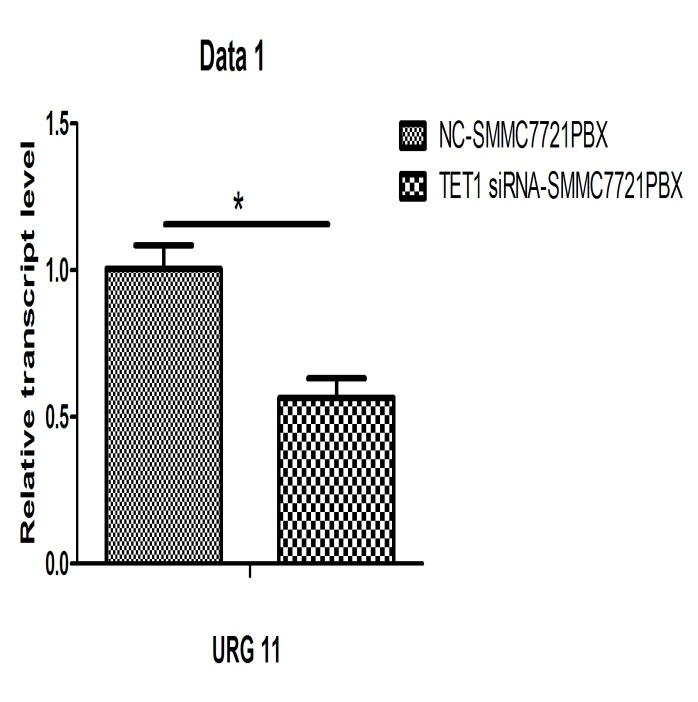 Data 1
NC-SMMC7721PBX
TET1 siRNA-SMMC7721PBX
Relative transcript level
1.5
1.0
0.5
0.0
*
URG 11